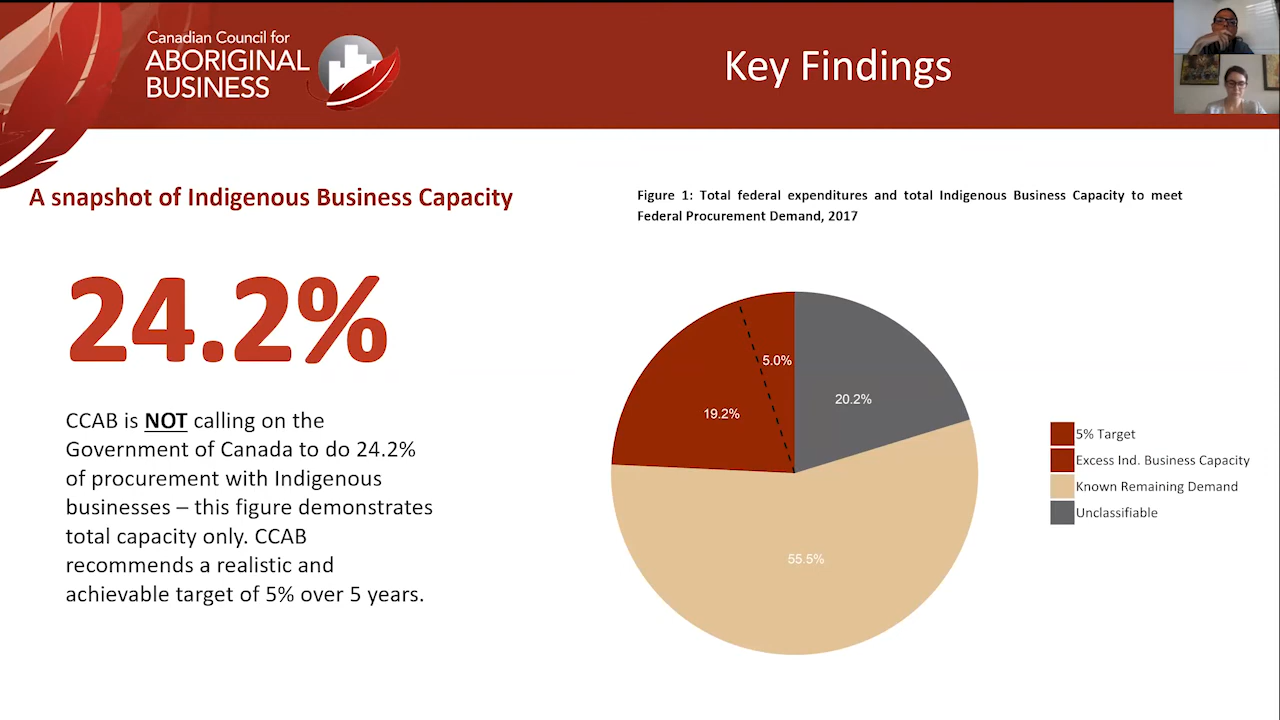 Canadian Council for
ABORIGINAL
BUSINESS
Key Findings
A snapshot of Indigenous Business Capacity
24.2%
CCAB is NOT calling on the
Government of Canada to do 24.2%
of procurement with Indigenous
businesses – this figure demonstrates
total capacity only. CCAB
recommends a realistic and
achievable target of 5% over 5 years.
Figure 1: Total federal expenditures and total Indigenous Business Capacity to meet
Federal Procurement Demand, 2017
5.0%
20.2%
19.2%
55.5%
5% Target
Excess Ind. Business Capacity
Known Remaining Demand
Unclassifiable